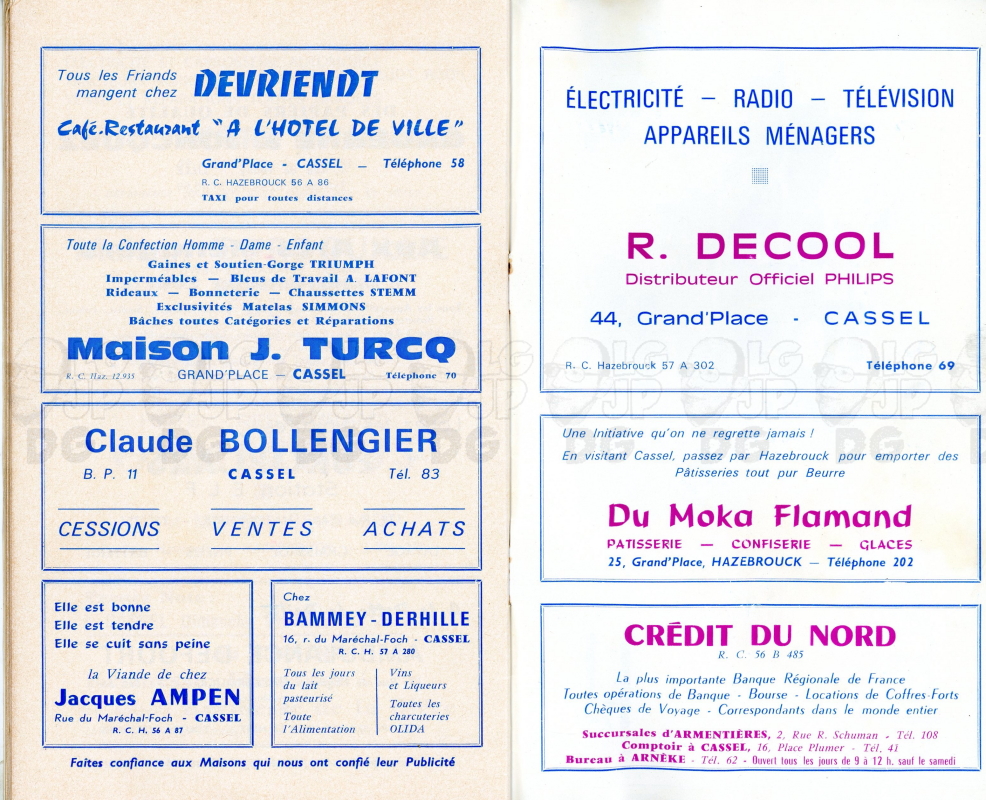 Tous les Friands
mangent chez DEVRIENDT
Café-Restaurant "A L'HOTEL DE VILLE"
Grand'Place - CASSEL — Téléphone 58
R. C. HAZEBROUCK 56 A 86
TAXI pour toutes distances
Toute la Confection Homme - Dame - Enfant
Gaines et Soutien-Gorge TRIUMPH
Imperméables — Bleus de Travail A. LAFONT
Rideaux — Bonneterie — Chaussettes STEMM
Exclusivités Matelas SIMMONS
Bâches toutes Catégories et Réparations
Maison J. TURCQ
R. C. Haz. 12.935 GRAND'PLACE — CASSEL Téléphone 70
Claude BOLLENGIER
B. P. 11 CASSEL Tél. 83
CESSIONS VENTES ACHATS
Elle est bonne
Elle est tendre
Elle se cuit sans peine
la Viande de chez
Jacques AMPEN
Rue du Maréchal-Foch - CASSEL
R. C. H. 56 A 87
Chez
BAMMEY-DERHILLE
16, r. du Maréchal-Foch - CASSEL
R. C. H. 57 A 280
Tous les jours
du lait
pasteurisé
Toute
l'Alimentation
Vins
et Liqueurs
Toutes les
charcuteries
OLIDA
Faites confiance aux Maisons qui nous ont confié leur Publicité
ÉLECTRICITÉ — RADIO — TÉLÉVISION
APPAREILS MÉNAGERS
R. DECOOL
Distributeur Officiel PHILIPS
44, Grand'Place - CASSEL
R. C. Hazebrouck 57 A 302 Téléphone 69
Une Initiative qu'on ne regrette jamais !
En visitant Cassel, passez par Hazebrouck pour emporter des
Pâtisseries tout pur Beurre
Du Moka Flamand
PATISSERIE — CONFISERIE — GLACES
25, Grand'Place, HAZEBROUCK — Téléphone 202
CRÉDIT DU NORD
R. C. 56 B 485
La plus importante Banque Régionale de France
Toutes opérations de Banque - Bourse - Locations de Coffres-Forts
Chèques de Voyage - Correspondants dans le monde entier
Succursales d'ARMENTIÈRES, 2, Rue R. Schuman - Tél. 108
Comptoir à CASSEL, 16, Place Plumer - Tél. 41
Bureau à ARNÈKE - Tél. 62 - Ouvert tous les jours de 9 à 12 h. sauf le samedi
LG
JP
DG